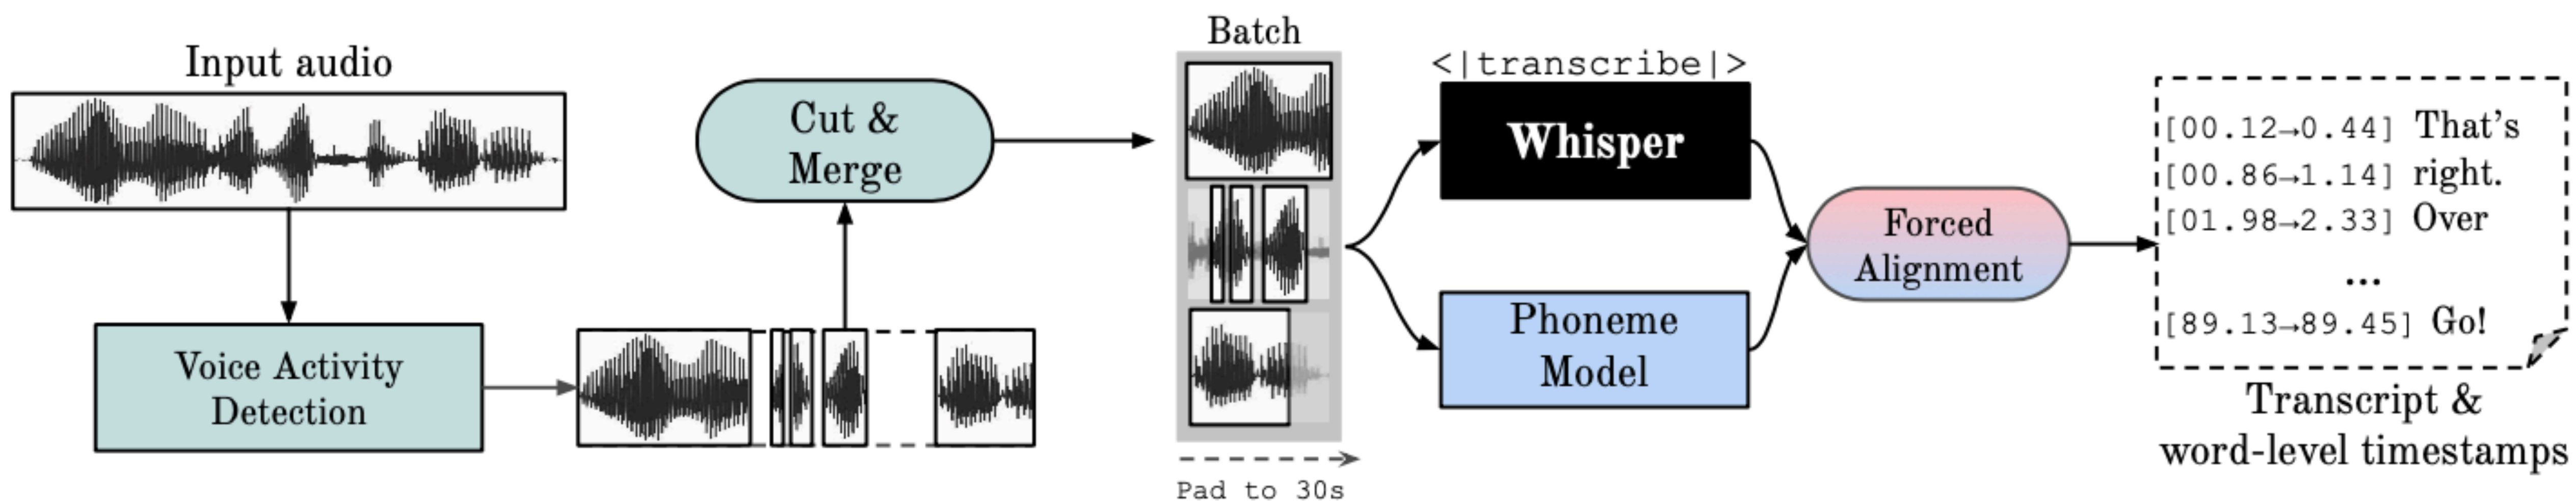 Input audio
Voice Activity
Detection
Cut &
Merge
Batch
Pad to 30s
<|transcribe|>
Whisper
Phoneme
Model
Forced
Alignment
[00.12→0.44] That's
[00.86→1.14] right.
[01.98→2.33] Over
...
[89.13→89.45] Go!
Transcript &
word-level timestamps